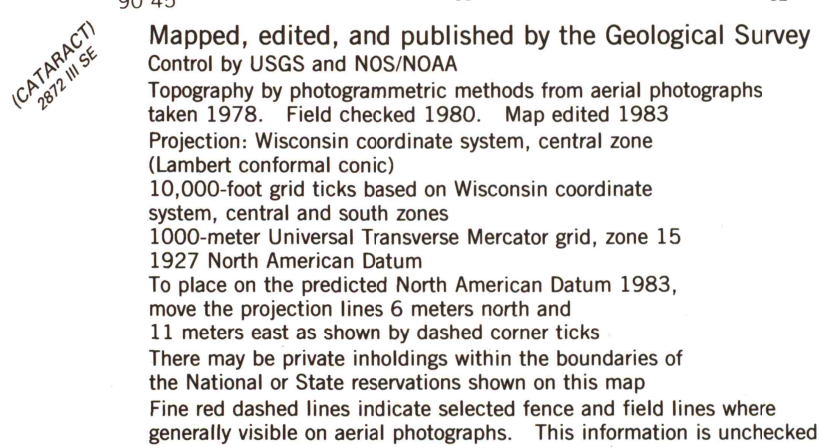 90°45'
(CATARACT)
2872 III SE
Mapped, edited, and published by the Geological Survey
Control by USGS and NOS/NOAA
Topography by photogrammetric methods from aerial photographs
taken 1978. Field checked 1980. Map edited 1983
Projection: Wisconsin coordinate system, central zone
(Lambert conformal conic)
10,000-foot grid ticks based on Wisconsin coordinate
system, central and south zones
1000-meter Universal Transverse Mercator grid, zone 15
1927 North American Datum
To place on the predicted North American Datum 1983,
move the projection lines 6 meters north and
11 meters east as shown by dashed corner ticks
There may be private inholdings within the boundaries of
the National or State reservations shown on this map
Fine red dashed lines indicate selected fence and field lines where
generally visible on aerial photographs. This information is unchecked